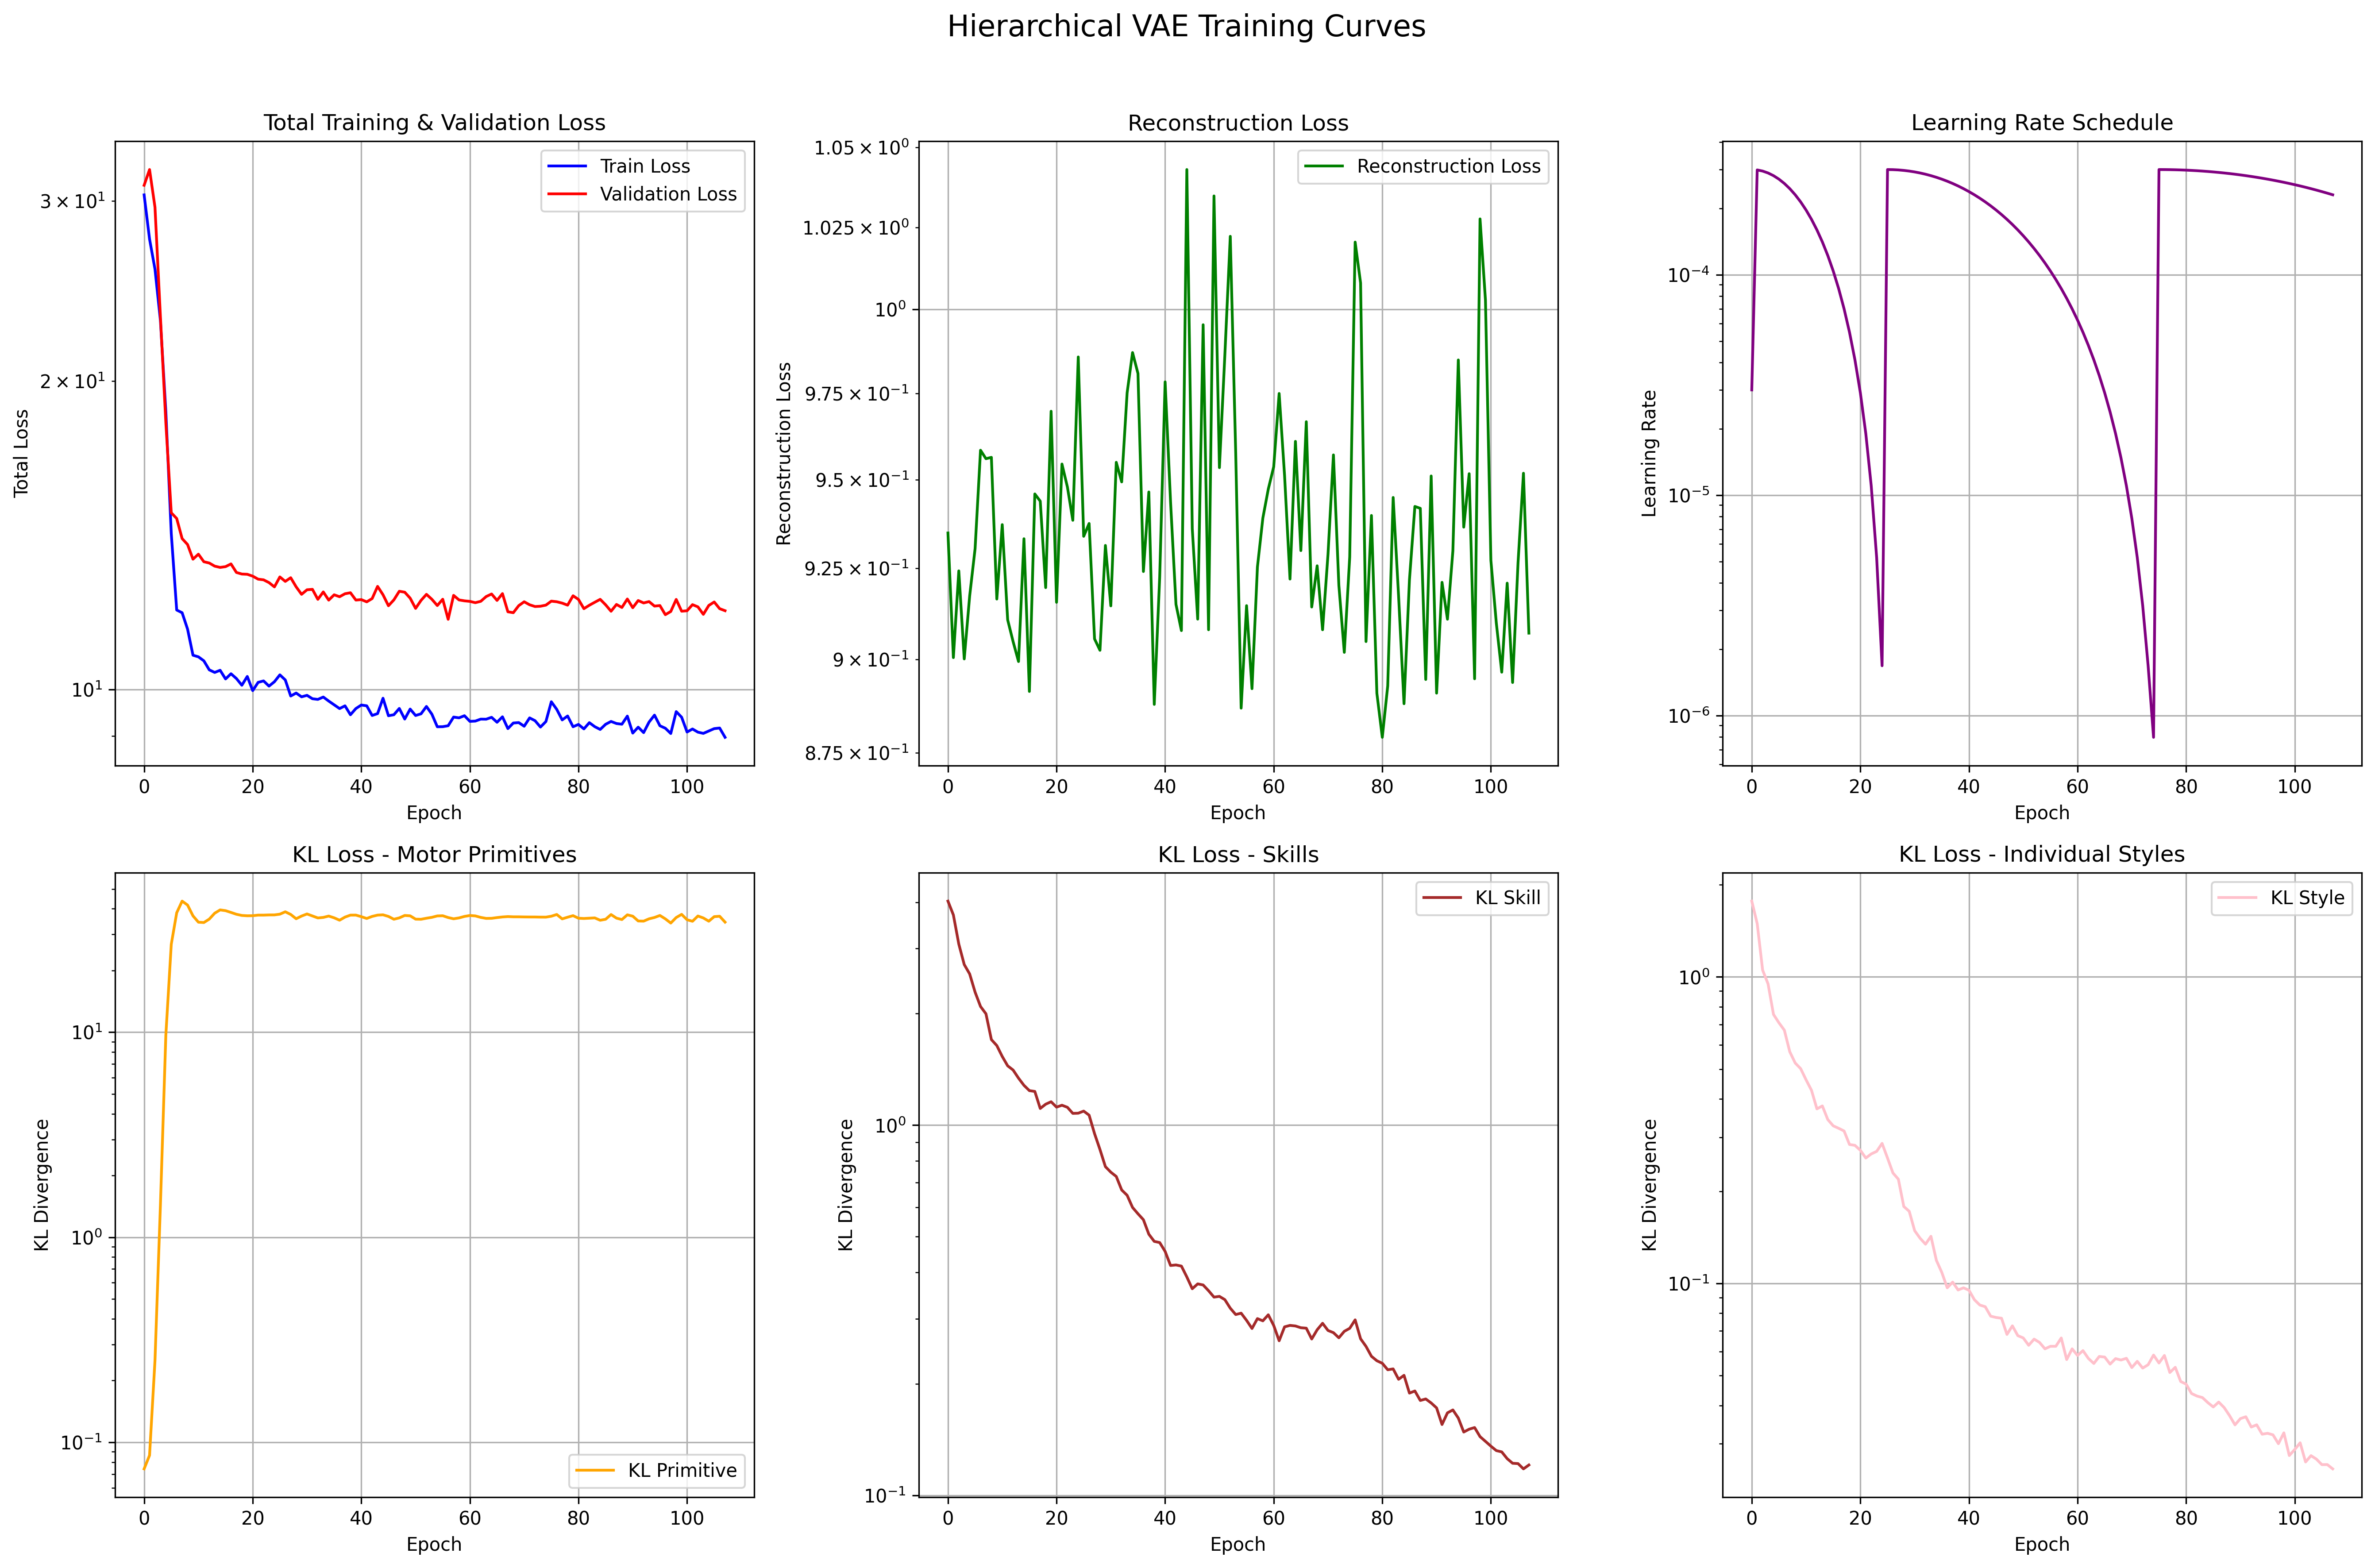 Hierarchical VAE Training Curves
Total Training & Validation Loss
Train Loss
Validation Loss
3 × 10¹
2 × 10¹
10¹
Total Loss
0 20 40 60 80 100
Epoch
Reconstruction Loss
Reconstruction Loss
1.05 × 10⁰
1.025 × 10⁰
10⁰
9.75 × 10⁻¹
9.5 × 10⁻¹
9.25 × 10⁻¹
9 × 10⁻¹
8.75 × 10⁻¹
Reconstruction Loss
0 20 40 60 80 100
Epoch
Learning Rate Schedule
10⁻⁴
10⁻⁵
10⁻⁶
Learning Rate
0 20 40 60 80 100
Epoch
KL Loss - Motor Primitives
10¹
10⁰
10⁻¹
KL Divergence
KL Primitive
0 20 40 60 80 100
Epoch
KL Loss - Skills
KL Skill
10⁰
10⁻¹
KL Divergence
0 20 40 60 80 100
Epoch
KL Loss - Individual Styles
KL Style
10⁰
10⁻¹
KL Divergence
0 20 40 60 80 100
Epoch